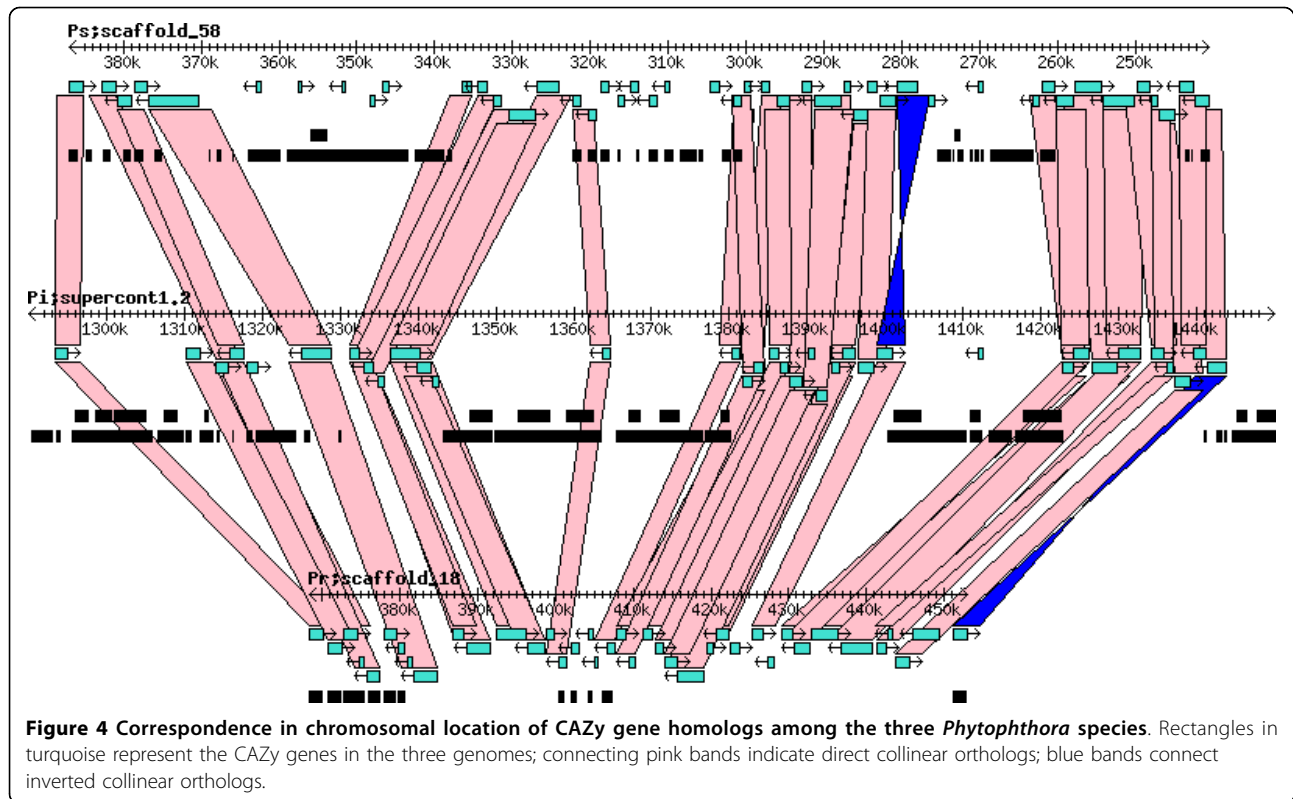 Ps;scaffold_58
380k 370k 360k 350k 340k 330k 320k 310k 300k 290k 280k 270k 260k 250k
Pi;supercont1.2
1300k 1310k 1320k 1330k 1340k 1350k 1360k 1370k 1380k 1390k 1400k 1410k 1420k 1430k 1440k
Pr;scaffold_18
380k 390k 400k 410k 420k 430k 440k 450k
Figure 4 Correspondence in chromosomal location of CAZy gene homologs among the three Phytophthora species. Rectangles in
turquoise represent the CAZy genes in the three genomes; connecting pink bands indicate direct collinear orthologs; blue bands connect
inverted collinear orthologs.